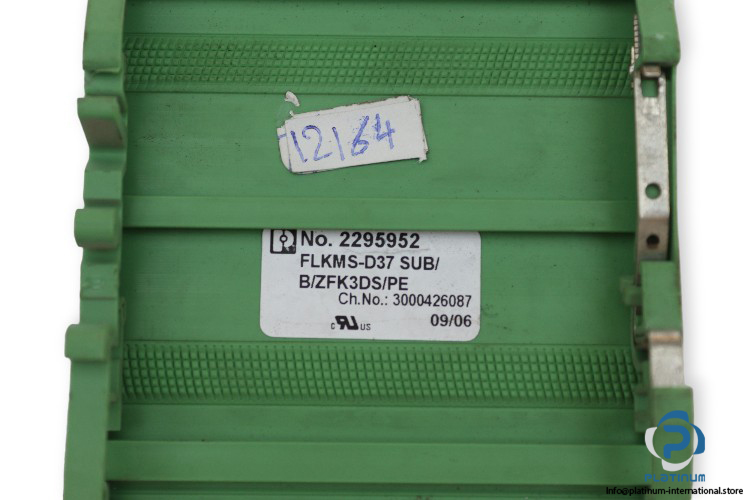 12164
No. 2295952
FLKMS-D37 SUB/
B/ZFK3DS/PE
Ch.No.: 3000426087
c RU US
09/06
PLATINUM
Info@platinum-international.store